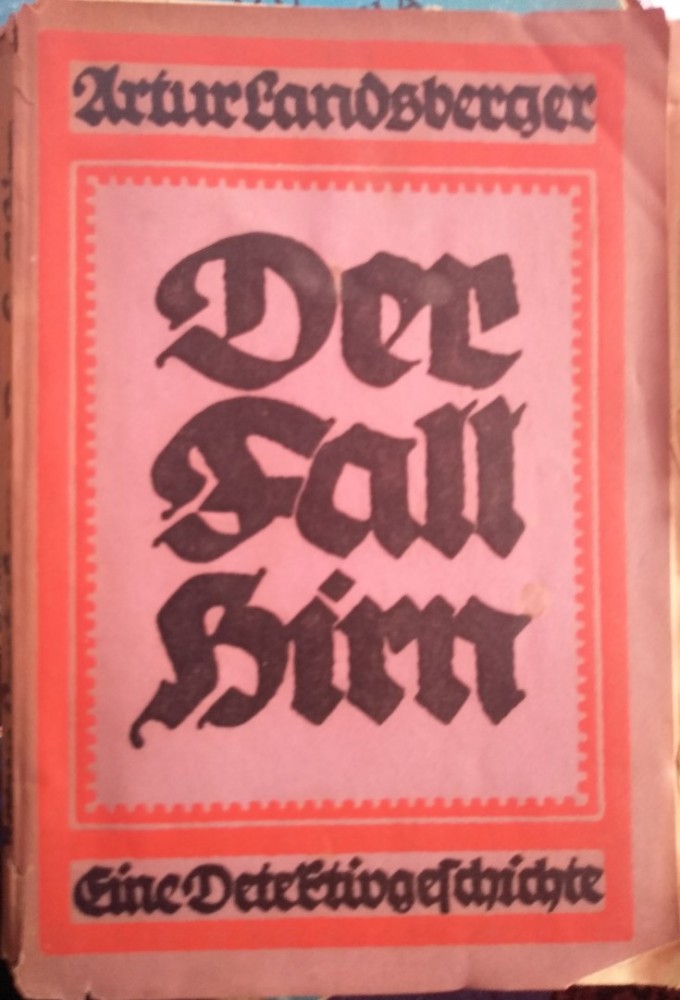 Artur Landsberger
Der
Fall
Hirn
Eine Detektivgeſchichte